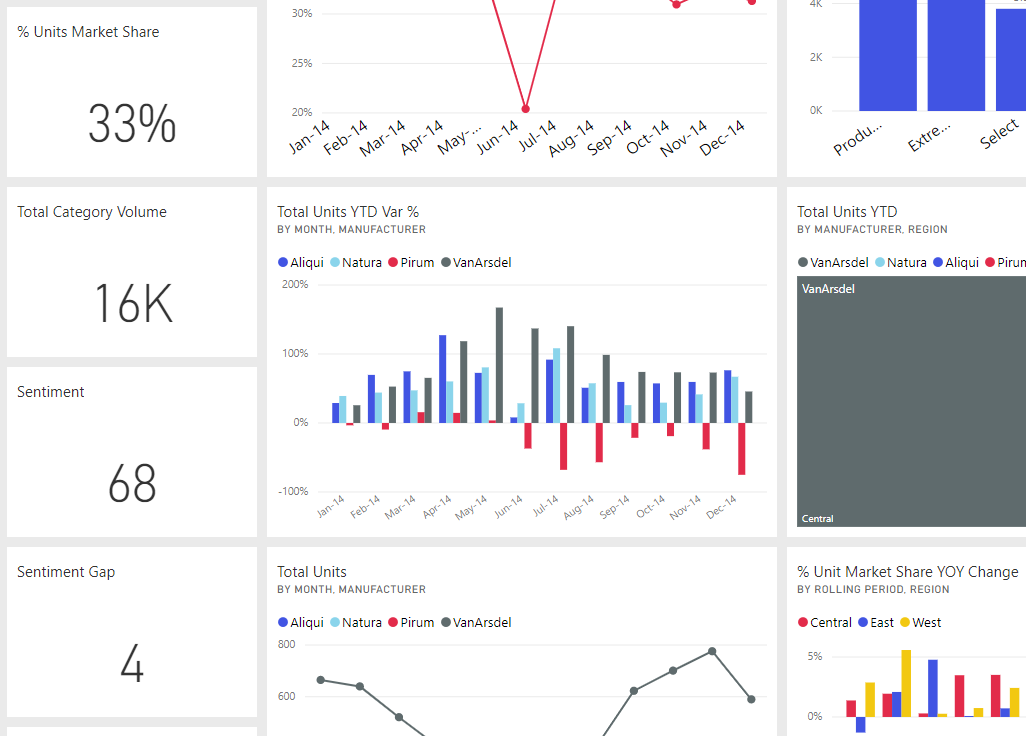 % Units Market Share
33%
30%
25%
20%
Jan-14 Feb-14 Mar-14 Apr-14 May-... Jun-14 Jul-14 Aug-14 Sep-14 Oct-14 Nov-14 Dec-14
4K
2K
0K
Produ... Extre... Select
Total Category Volume
16K
Total Units YTD Var %
BY MONTH, MANUFACTURER
Aliqui Natura Pirum VanArsdel
200%
100%
0%
-100%
Jan-14 Feb-14 Mar-14 Apr-14 May-14 Jun-14 Jul-14 Aug-14 Sep-14 Oct-14 Nov-14 Dec-14
Total Units YTD
BY MANUFACTURER, REGION
VanArsdel Natura Aliqui Pirum
VanArsdel
Central
Sentiment
68
Sentiment Gap
4
Total Units
BY MONTH, MANUFACTURER
Aliqui Natura Pirum VanArsdel
800
600
% Unit Market Share YOY Change
BY ROLLING PERIOD, REGION
Central East West
5%
0%